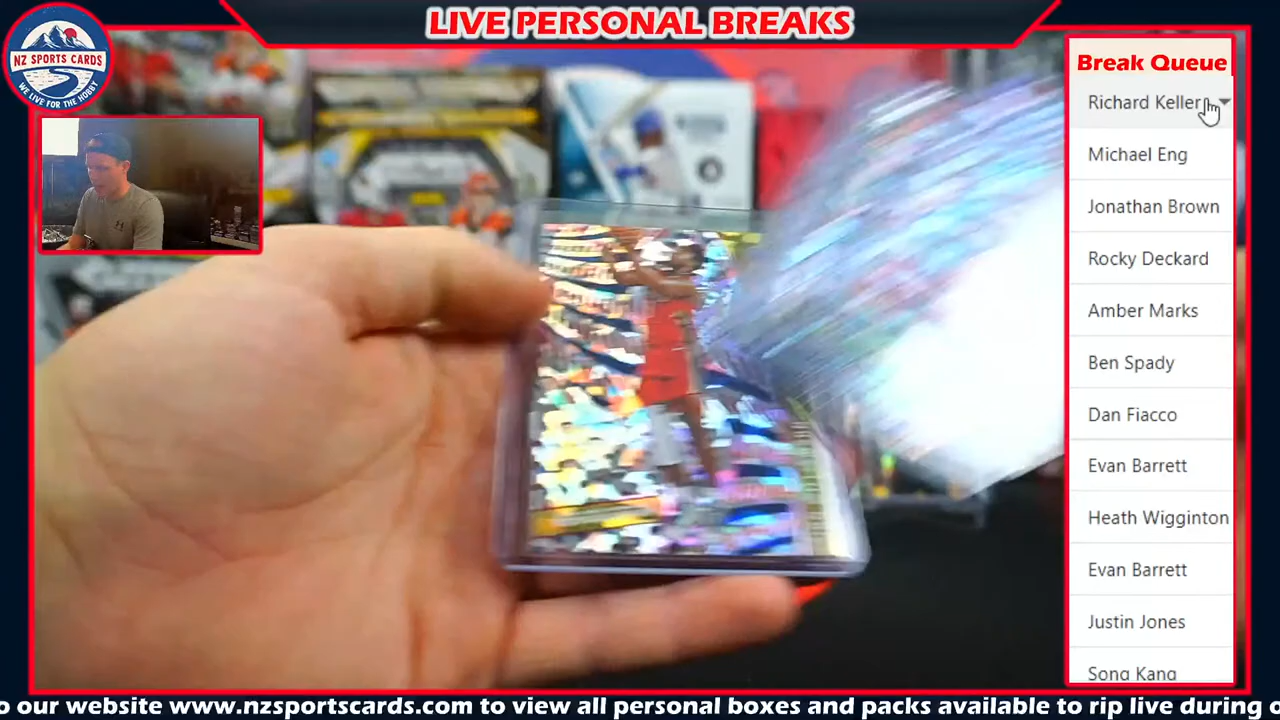 LIVE PERSONAL BREAKS
NZ SPORTS CARDS
WE LIVE FOR THE HOBBY
Break Queue
Richard Keller
Michael Eng
Jonathan Brown
Rocky Deckard
Amber Marks
Ben Spady
Dan Fiacco
Evan Barrett
Heath Wigginton
Evan Barrett
Justin Jones
Song Kang
o our website www.nzsportscards.com to view all personal boxes and packs available to rip live during o